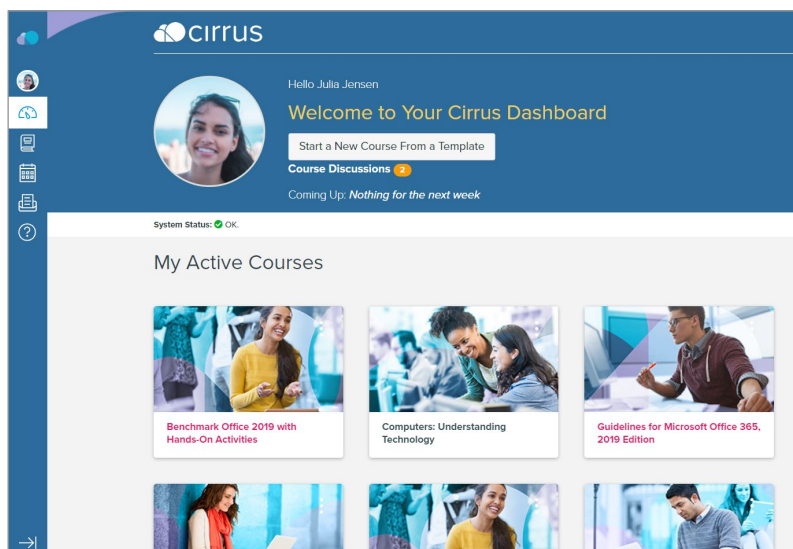 cirrus
Hello Julia Jensen
Welcome to Your Cirrus Dashboard
Start a New Course From a Template
Course Discussions 2
Coming Up: Nothing for the next week
System Status: OK.
My Active Courses
Benchmark Office 2019 with
Hands-On Activities
Computers: Understanding
Technology
Guidelines for Microsoft Office 365,
2019 Edition